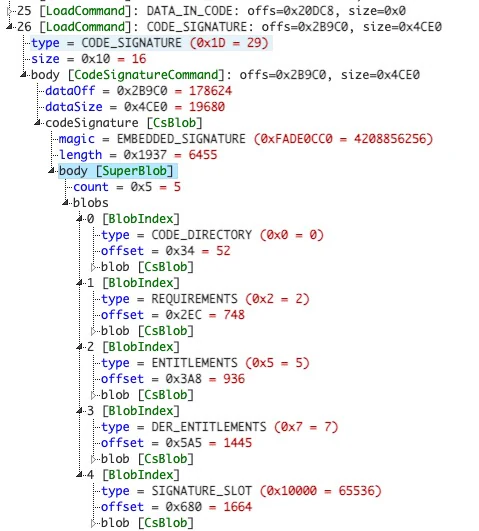 25 [LoadCommand]: DATA_IN_CODE: offs=0x20DC8, size=0x0
26 [LoadCommand]: CODE_SIGNATURE: offs=0x2B9C0, size=0x4CE0
type = CODE_SIGNATURE (0x1D = 29)
size = 0x10 = 16
body [CodeSignatureCommand]: offs=0x2B9C0, size=0x4CE0
dataOff = 0x2B9C0 = 178624
dataSize = 0x4CE0 = 19680
codeSignature [CsBlob]
magic = EMBEDDED_SIGNATURE (0xFADE0CC0 = 4208856256)
length = 0x1937 = 6455
body [SuperBlob]
count = 0x5 = 5
blobs
0 [BlobIndex]
type = CODE_DIRECTORY (0x0 = 0)
offset = 0x34 = 52
blob [CsBlob]
1 [BlobIndex]
type = REQUIREMENTS (0x2 = 2)
offset = 0x2EC = 748
blob [CsBlob]
2 [BlobIndex]
type = ENTITLEMENTS (0x5 = 5)
offset = 0x3A8 = 936
blob [CsBlob]
3 [BlobIndex]
type = DER_ENTITLEMENTS (0x7 = 7)
offset = 0x5A5 = 1445
blob [CsBlob]
4 [BlobIndex]
type = SIGNATURE_SLOT (0x10000 = 65536)
offset = 0x680 = 1664
blob [CsBlob]